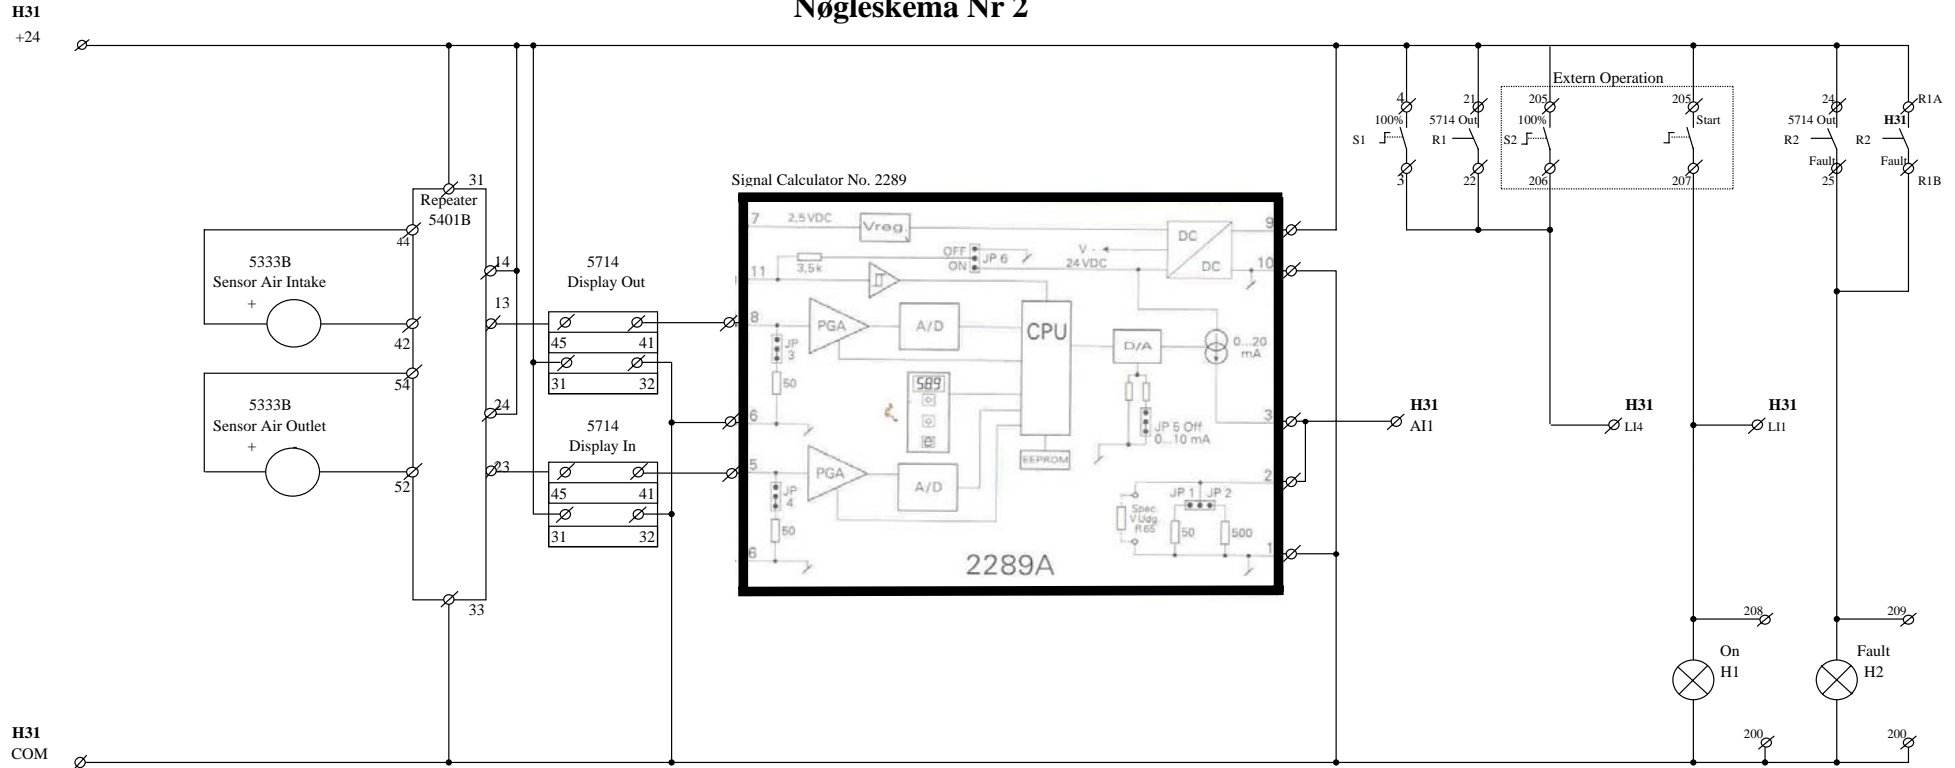 Nøgleskema Nr 2
H31
+24
31
Repeater
5401B
44
14
5333B
Sensor Air Intake
+
13
42
54
5333B
Sensor Air Outlet
+
24
23
52
33
5714
Display Out
45
41
31
32
5714
Display In
45
41
31
32
Signal Calculator No. 2289
7
2,5VDC
Vreg.
DC
DC
9
OFF
ON
JP 6
V -
24 VDC
10
3,5k
11
8
PGA
A/D
CPU
D/A
0...20
mA
JP
3
50
589
6
3
JP 5 Off
0...10 mA
EEPROM
5
PGA
A/D
2
JP
4
50
JP 1
JP 2
Spec.
V Udg.
R65
50
500
6
1
2289A
4
100%
S1
3
21
5714 Out
R1
22
Extern Operation
205
100%
S2
206
205
Start
207
24
5714 Out
R2
Fault
25
R1A
H31
R2
Fault
R1B
H31
AI1
H31
LI4
H31
LI1
208
209
On
H1
Fault
H2
H31
COM
200
200